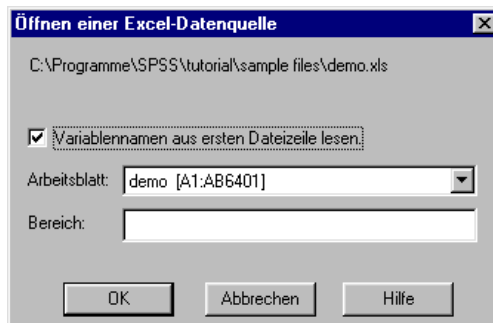 Öffnen einer Excel-Datenquelle
C:\Programme\SPSS\tutorial\sample files\demo.xls
Variablennamen aus ersten Dateizeile lesen.
Arbeitsblatt: demo [A1:AB6401]
Bereich:
OK Abbrechen Hilfe